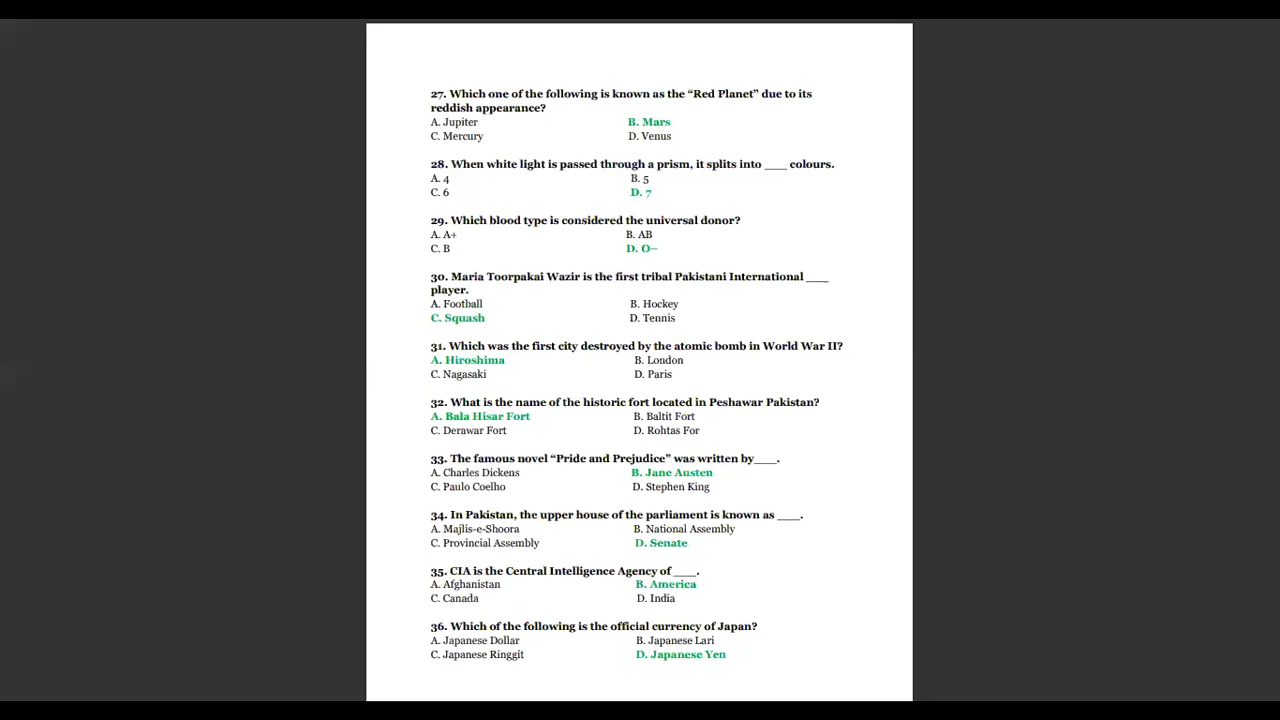 27. Which one of the following is known as the “Red Planet” due to its
reddish appearance?
A. Jupiter B. Mars
C. Mercury D. Venus
28. When white light is passed through a prism, it splits into ___ colours.
A. 4 B. 5
C. 6 D. 7
29. Which blood type is considered the universal donor?
A. A+ B. AB
C. B D. O–
30. Maria Toorpakai Wazir is the first tribal Pakistani International ___
player.
A. Football B. Hockey
C. Squash D. Tennis
31. Which was the first city destroyed by the atomic bomb in World War II?
A. Hiroshima B. London
C. Nagasaki D. Paris
32. What is the name of the historic fort located in Peshawar Pakistan?
A. Bala Hisar Fort B. Baltit Fort
C. Derawar Fort D. Rohtas For
33. The famous novel “Pride and Prejudice” was written by___.
A. Charles Dickens B. Jane Austen
C. Paulo Coelho D. Stephen King
34. In Pakistan, the upper house of the parliament is known as ___.
A. Majlis-e-Shoora B. National Assembly
C. Provincial Assembly D. Senate
35. CIA is the Central Intelligence Agency of ___.
A. Afghanistan B. America
C. Canada D. India
36. Which of the following is the official currency of Japan?
A. Japanese Dollar B. Japanese Lari
C. Japanese Ringgit D. Japanese Yen